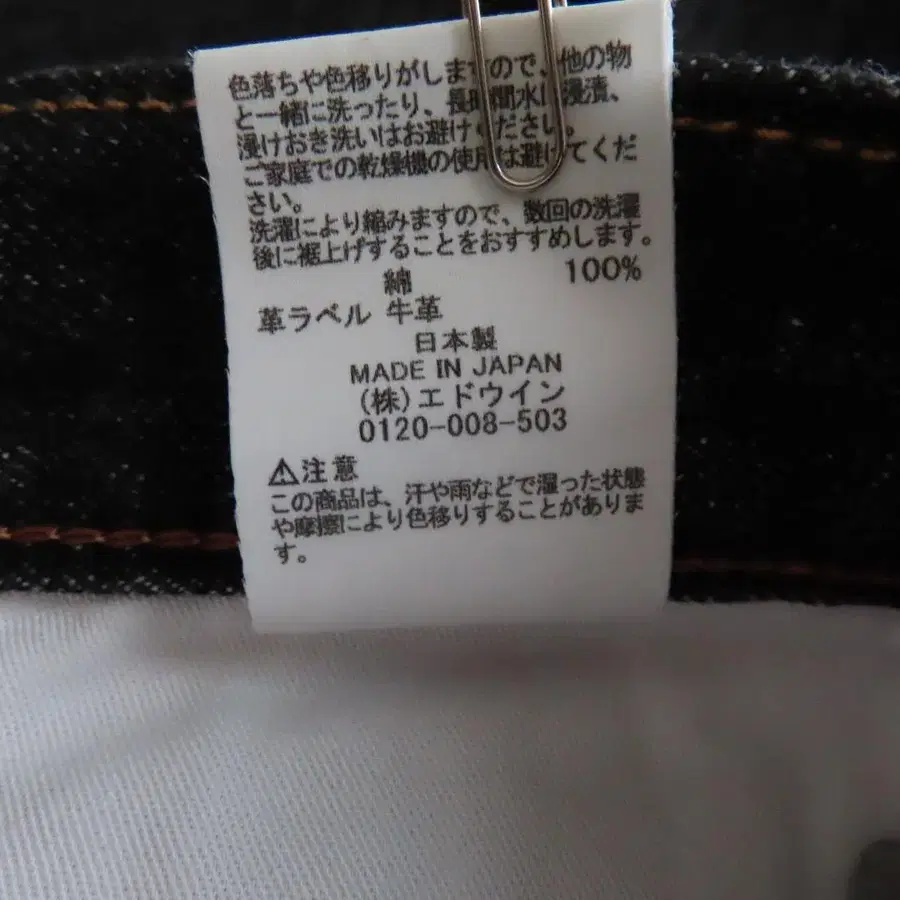 色落ちや色移りがしますので、他の物
と一緒に洗ったり、長時間水に浸漬、
漬けおき洗いはお避けください。
ご家庭での乾燥機の使用は避けてくだ
さい。
洗濯により縮みますので、数回の洗濯
後に裾上げすることをおすすめします。
綿 100%
革ラベル 牛革
日本製
MADE IN JAPAN
(株)エドウイン
0120-008-503
⚠注意
この商品は、汗や雨などで湿った状態
や摩擦により色移りすることがありま
す。